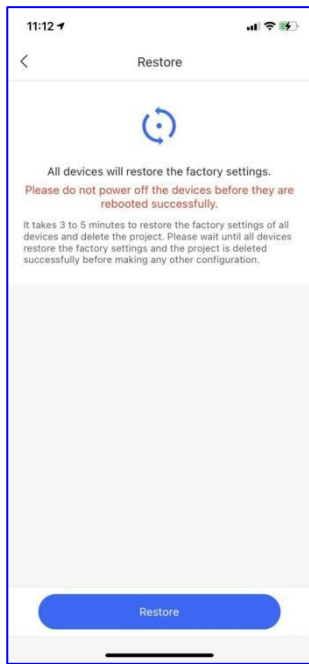 11:12
Restore
All devices will restore the factory settings.
Please do not power off the devices before they are
rebooted successfully.
It takes 3 to 5 minutes to restore the factory settings of all
devices and delete the project. Please wait until all devices
restore the factory settings and the project is deleted
successfully before making any other configuration.
Restore